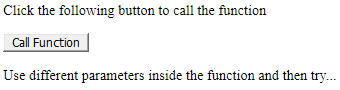 Click the following button to call the function
Call Function
Use different parameters inside the function and then try...